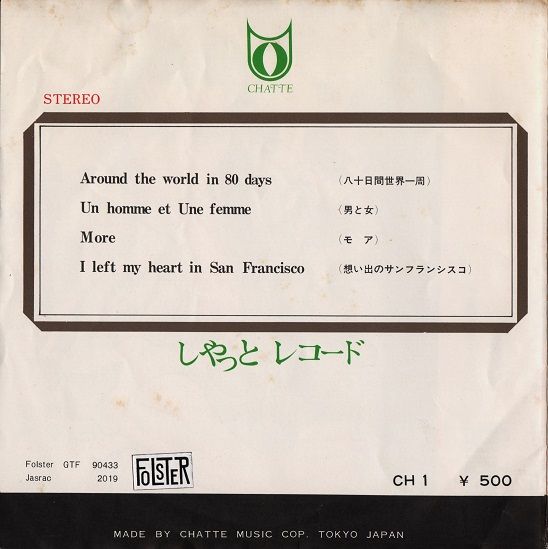 CHATTE
STEREO
Around the world in 80 days (八十日間世界一周)
Un homme et Une femme (男と女)
More (モ ア)
I left my heart in San Francisco (想い出のサンフランシスコ)
しやっと レコード
Folster GTF 90433
Jasrac 2019
FOLSTER
CH 1 ¥ 500
MADE BY CHATTE MUSIC COP. TOKYO JAPAN